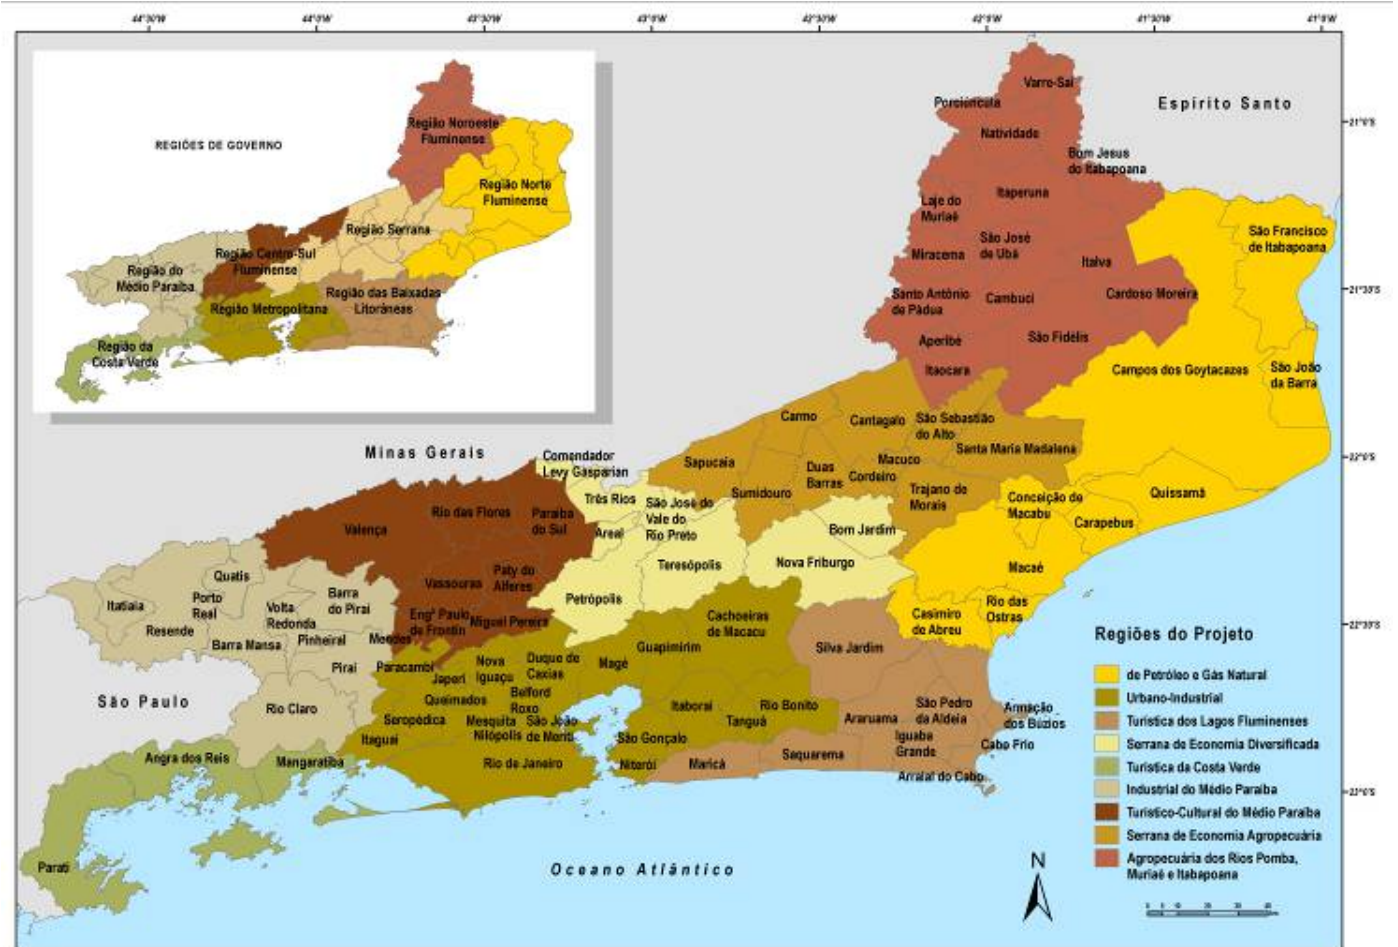 44°30'W
44°0'W
43°30'W
43°0'W
42°30'W
42°0'W
41°30'W
41°0'W
REGIÕES DE GOVERNO
Região Noroeste
Fluminense
Região Norte
Fluminense
Região Serrana
Região Centro-Sul
Fluminense
Região do
Médio Paraíba
Região das Baixadas
Litorâneas
Região Metropolitana
Região da
Costa Verde
Espírito Santo
21°0'S
21°30'S
22°0'S
22°30'S
Varre-Sai
Porciúncula
Natividade
Bom Jesus
do Itabapoana
Itaperuna
Laje do
Muriaé
São José
de Ubá
Miracema
Italva
Santo Antônio
de Pádua
Cambuci
Cardoso Moreira
Aperibé
São Fidélis
Itaocara
São Francisco
de Itabapoana
Campos dos Goytacazes
São João
da Barra
Minas Gerais
Carmo
Cantagalo
São Sebastião
do Alto
Santa Maria Madalena
Sapucaia
Duas
Barras
Macuco
Cordeiro
Sumidouro
Trajano de
Morais
Conceição de
Macabu
Quissamã
Carapebus
Comendador
Levy Gasparian
Três Rios
São José do
Vale do
Rio Preto
Areal
Bom Jardim
Teresópolis
Nova Friburgo
Petrópolis
Macaé
Casimiro
de Abreu
Rio das
Ostras
Valença
Rio das Flores
Paraíba
do Sul
Vassouras
Paty do
Alferes
Engº Paulo
de Frontin
Miguel Pereira
Mendes
Quatis
Itatiaia
Porto
Real
Resende
Volta
Redonda
Barra
do Piraí
Barra Mansa
Pinheiral
Piraí
Rio Claro
São Paulo
Paracambi
Japeri
Nova
Iguaçu
Duque de
Caxias
Magé
Guapimirim
Cachoeiras
de Macacu
Queimados
Belford
Roxo
Seropédica
Mesquita
Nilópolis
São João
de Meriti
Itaguaí
Rio de Janeiro
São Gonçalo
Niterói
Itaboraí
Tanguá
Rio Bonito
Silva Jardim
Araruama
São Pedro
da Aldeia
Iguaba
Grande
Armação
dos Búzios
Cabo Frio
Saquarema
Maricá
Arraial do Cabo
Angra dos Reis
Mangaratiba
Parati
Oceano Atlântico
Regiões do Projeto
de Petróleo e Gás Natural
Urbano-Industrial
Turística dos Lagos Fluminenses
Serrana de Economia Diversificada
Turística da Costa Verde
Industrial do Médio Paraíba
Turístico-Cultural do Médio Paraíba
Serrana de Economia Agropecuária
Agropecuária dos Rios Pomba,
Muriaé e Itabapoana
N